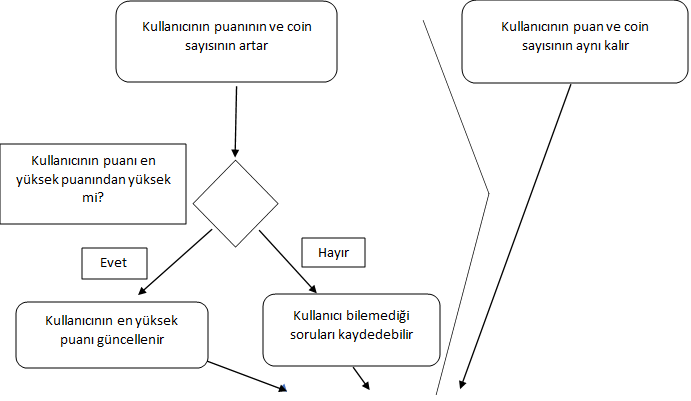 Kullanıcının puanının ve coin
sayısının artar
Kullanıcının puan ve coin
sayısının aynı kalır
Kullanıcının puanı en
yüksek puanından yüksek
mi?
Evet
Hayır
Kullanıcının en yüksek
puanı güncellenir
Kullanıcı bilemediği
soruları kaydedebilir